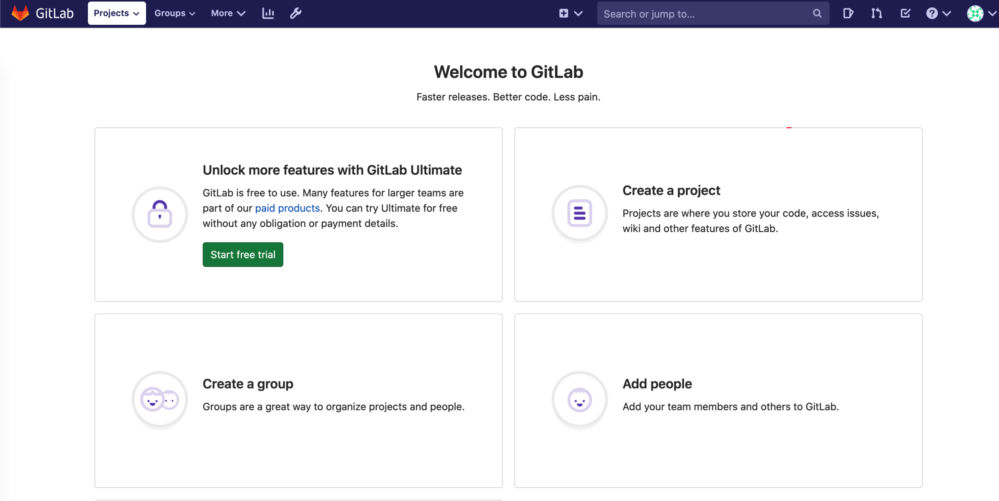 GitLab Projects Groups More Search or jump to...
Welcome to GitLab
Faster releases. Better code. Less pain.
Unlock more features with GitLab Ultimate
GitLab is free to use. Many features for larger teams are
part of our paid products. You can try Ultimate for free
without any obligation or payment details.
Start free trial
Create a project
Projects are where you store your code, access issues,
wiki and other features of GitLab.
Create a group
Groups are a great way to organize projects and people.
Add people
Add your team members and others to GitLab.